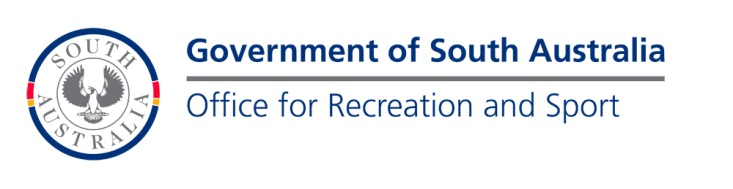 SOUTH
AUSTRALIA
Government of South Australia
Office for Recreation and Sport